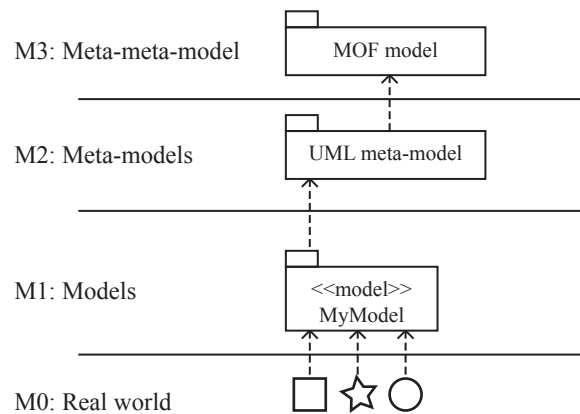 M3: Meta-meta-model
MOF model
M2: Meta-models
UML meta-model
M1: Models
<<model>>
MyModel
M0: Real world